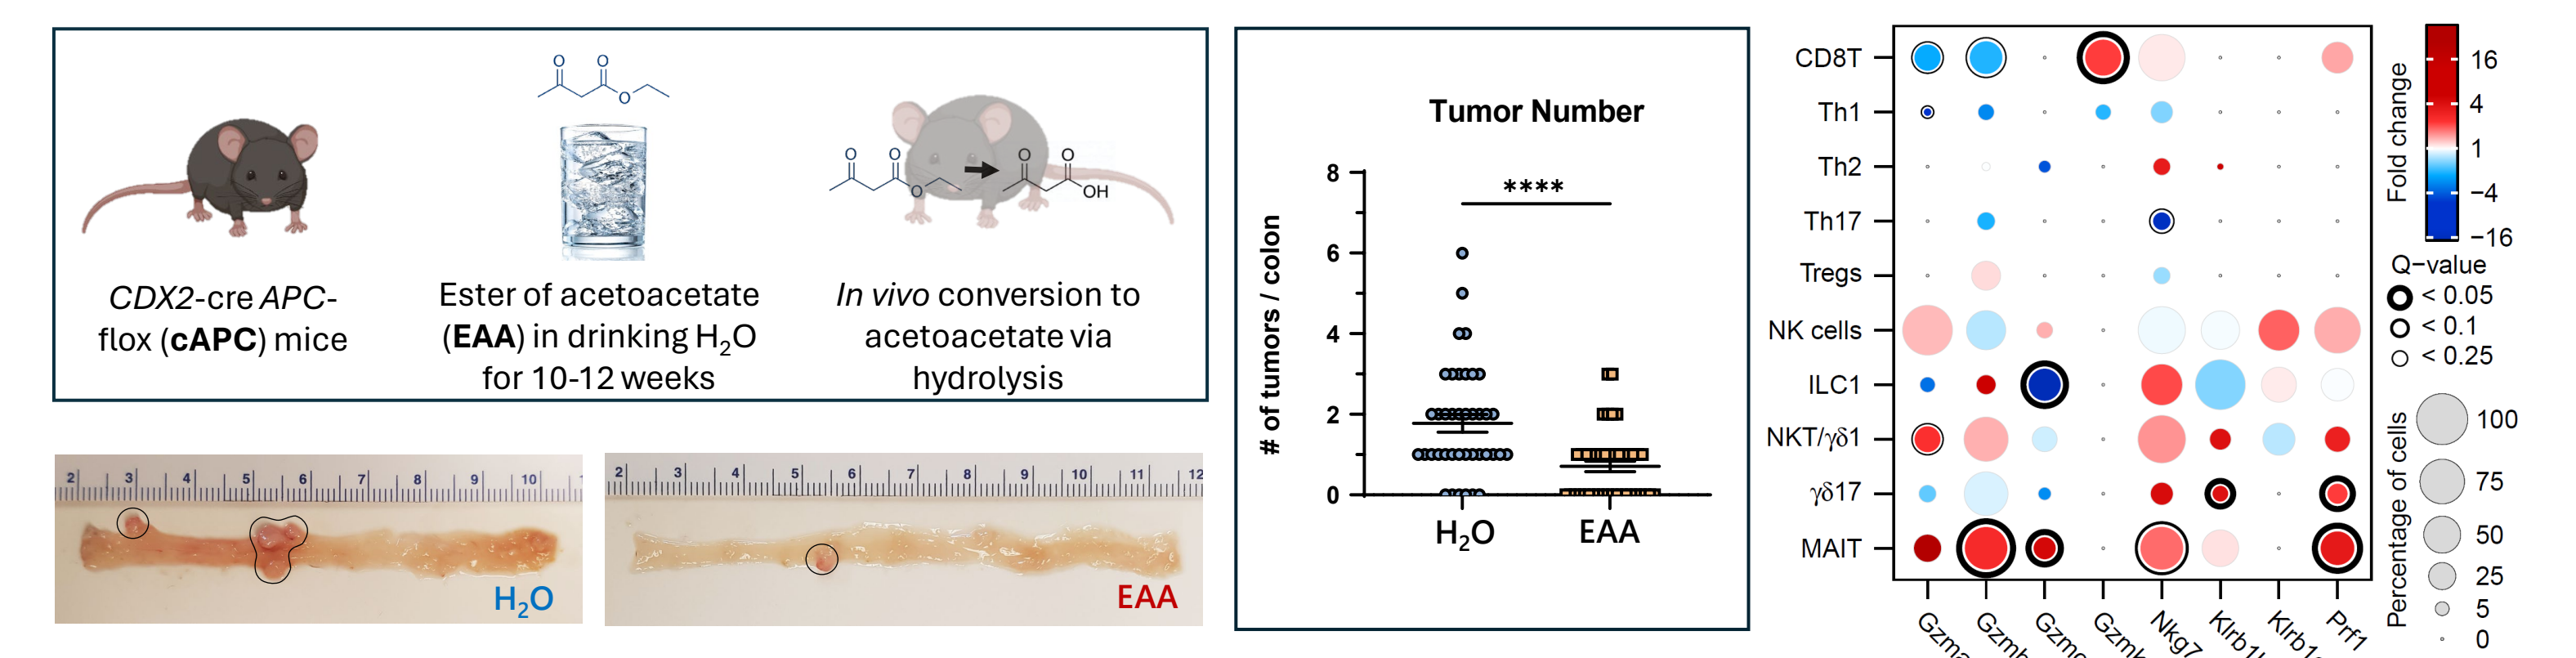 O
O
O
CDX2-cre APC-
flox (cAPC) mice
Ester of acetoacetate
(EAA) in drinking H₂O
for 10-12 weeks
O
O
O
O
O
OH
In vivo conversion to
acetoacetate via
hydrolysis
2 3 4 5 6 7 8 9 10
H₂O
2 3 4 5 6 7 8 9 10 11 12
EAA
Tumor Number
****
# of tumors / colon
8
6
4
2
0
H₂O
EAA
CD8T
Th1
Th2
Th17
Tregs
NK cells
ILC1
NKT/γδ1
γδ17
MAIT
Nkg7
Prf1
Fold change
16
4
1
−4
−16
Q−value
< 0.05
< 0.1
< 0.25
Percentage of cells
100
75
50
25
5
0